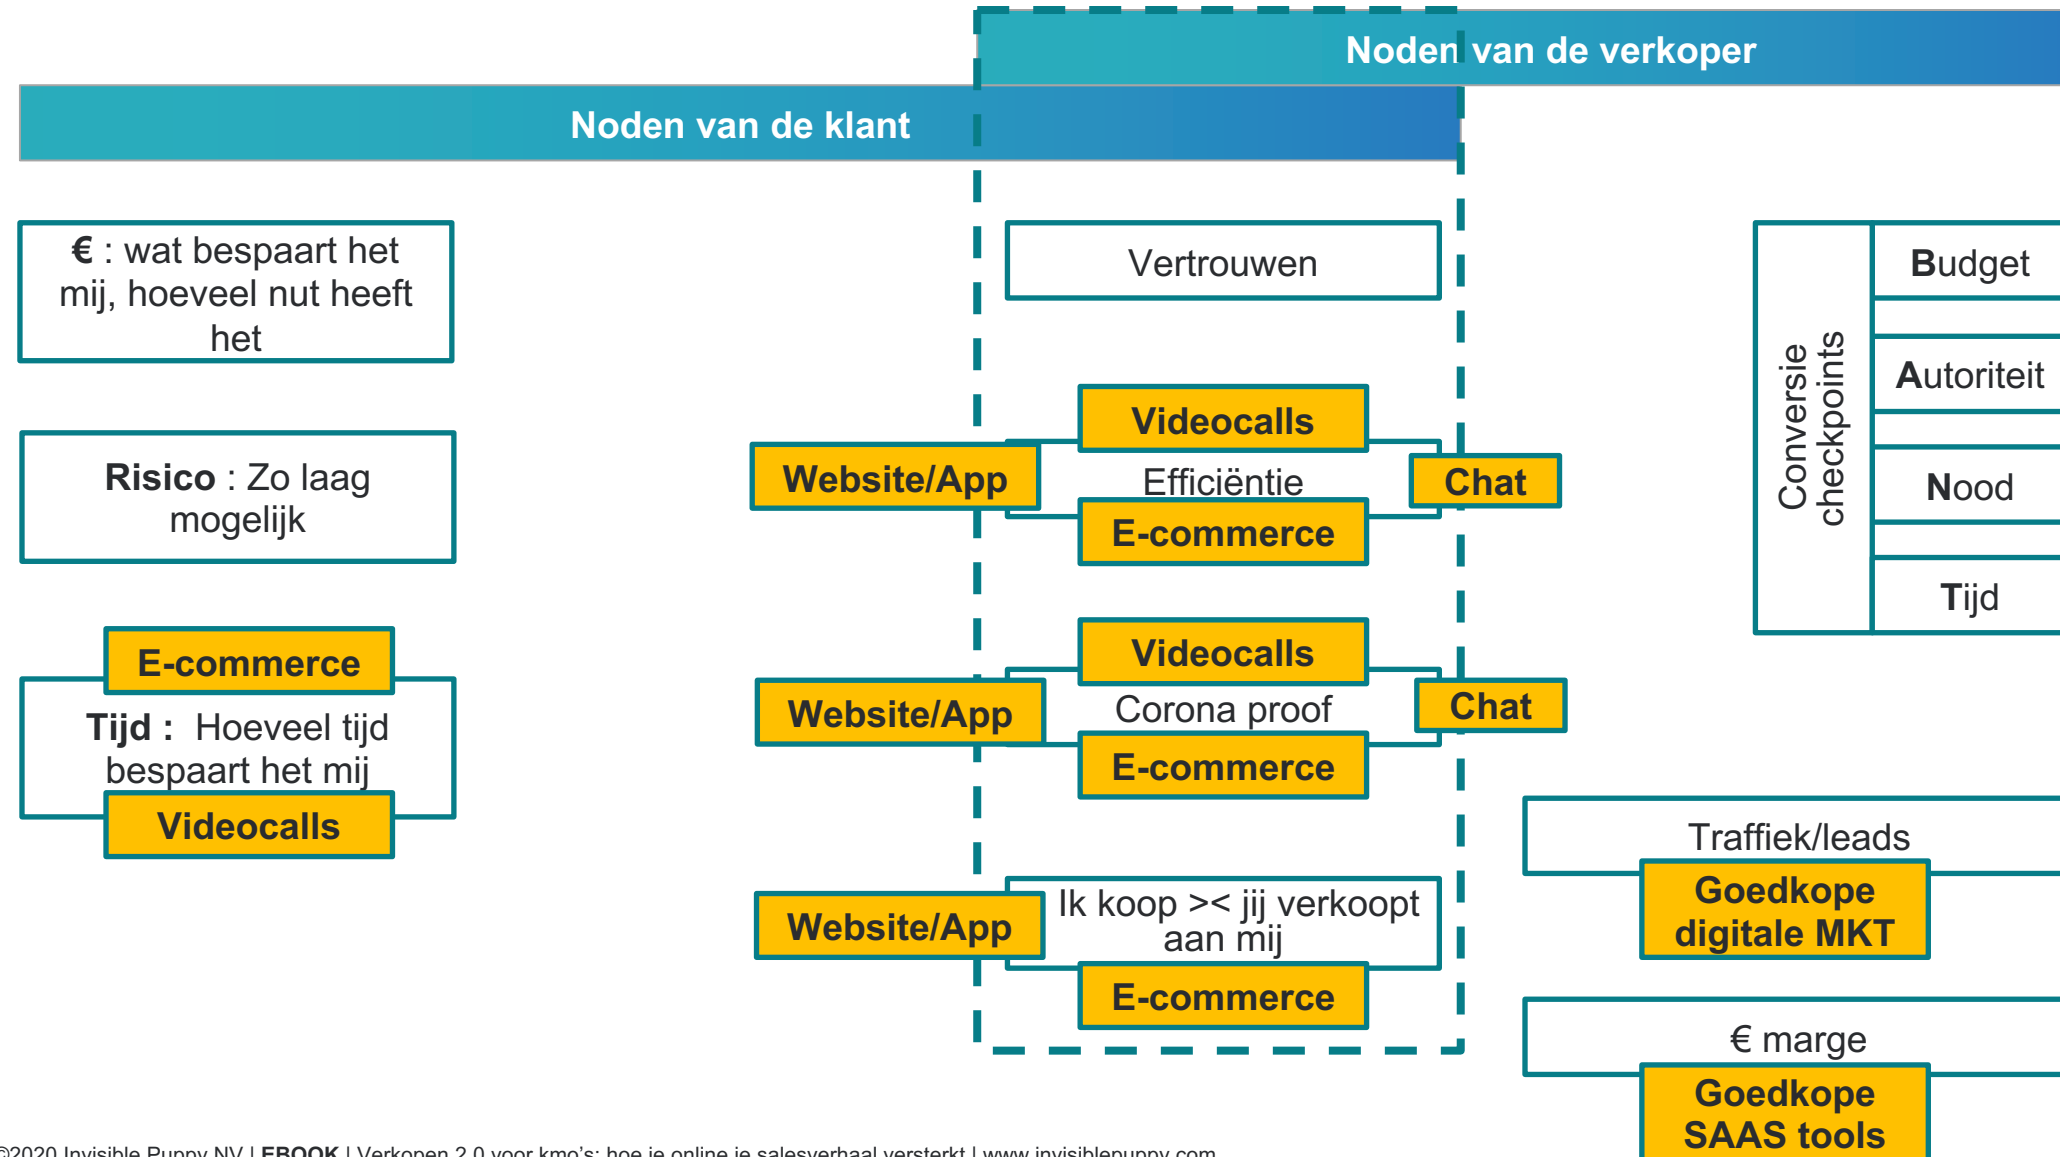 Noden van de verkoper
Noden van de klant
€ : wat bespaart het
mij, hoeveel nut heeft
het
Risico : Zo laag
mogelijk
E-commerce
Tijd : Hoeveel tijd
bespaart het mij
Videocalls
Vertrouwen
Videocalls
Website/App
Efficiëntie
Chat
E-commerce
Videocalls
Website/App
Corona proof
Chat
E-commerce
Website/App
Ik koop >< jij verkoopt
aan mij
E-commerce
Conversie
checkpoints
Budget
Autoriteit
Nood
Tijd
Traffiek/leads
Goedkope
digitale MKT
€ marge
Goedkope
SAAS tools
©2020 Invisible Puppy NV | EBOOK | Verkopen 2.0 voor kmo's: hoe je online je salesverhaal versterkt | www.invisiblepuppy.com